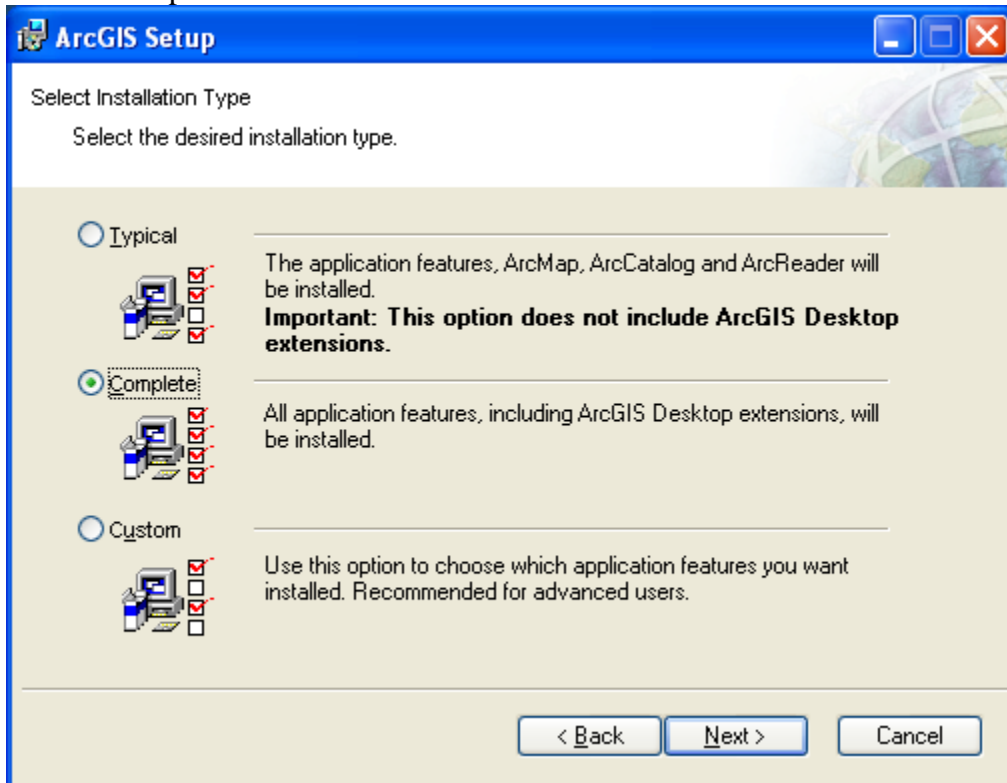 ArcGIS Setup
Select Installation Type
Select the desired installation type.
Typical
The application features, ArcMap, ArcCatalog and ArcReader will
be installed.
Important: This option does not include ArcGIS Desktop
extensions.
Complete
All application features, including ArcGIS Desktop extensions, will
be installed.
Custom
Use this option to choose which application features you want
installed. Recommended for advanced users.
< Back Next > Cancel